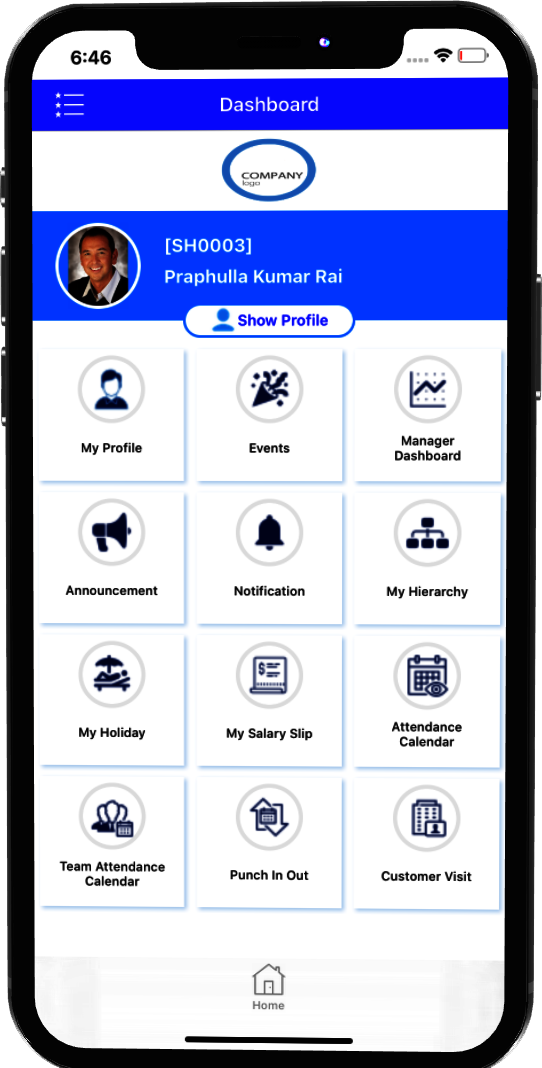 6:46
Dashboard
COMPANY
logo
[SH0003]
Praphulla Kumar Rai
Show Profile
My Profile
Events
Manager
Dashboard
Announcement
Notification
My Hierarchy
My Holiday
$
My Salary Slip
Attendance
Calendar
Team Attendance
Calendar
Punch In Out
Customer Visit
Home